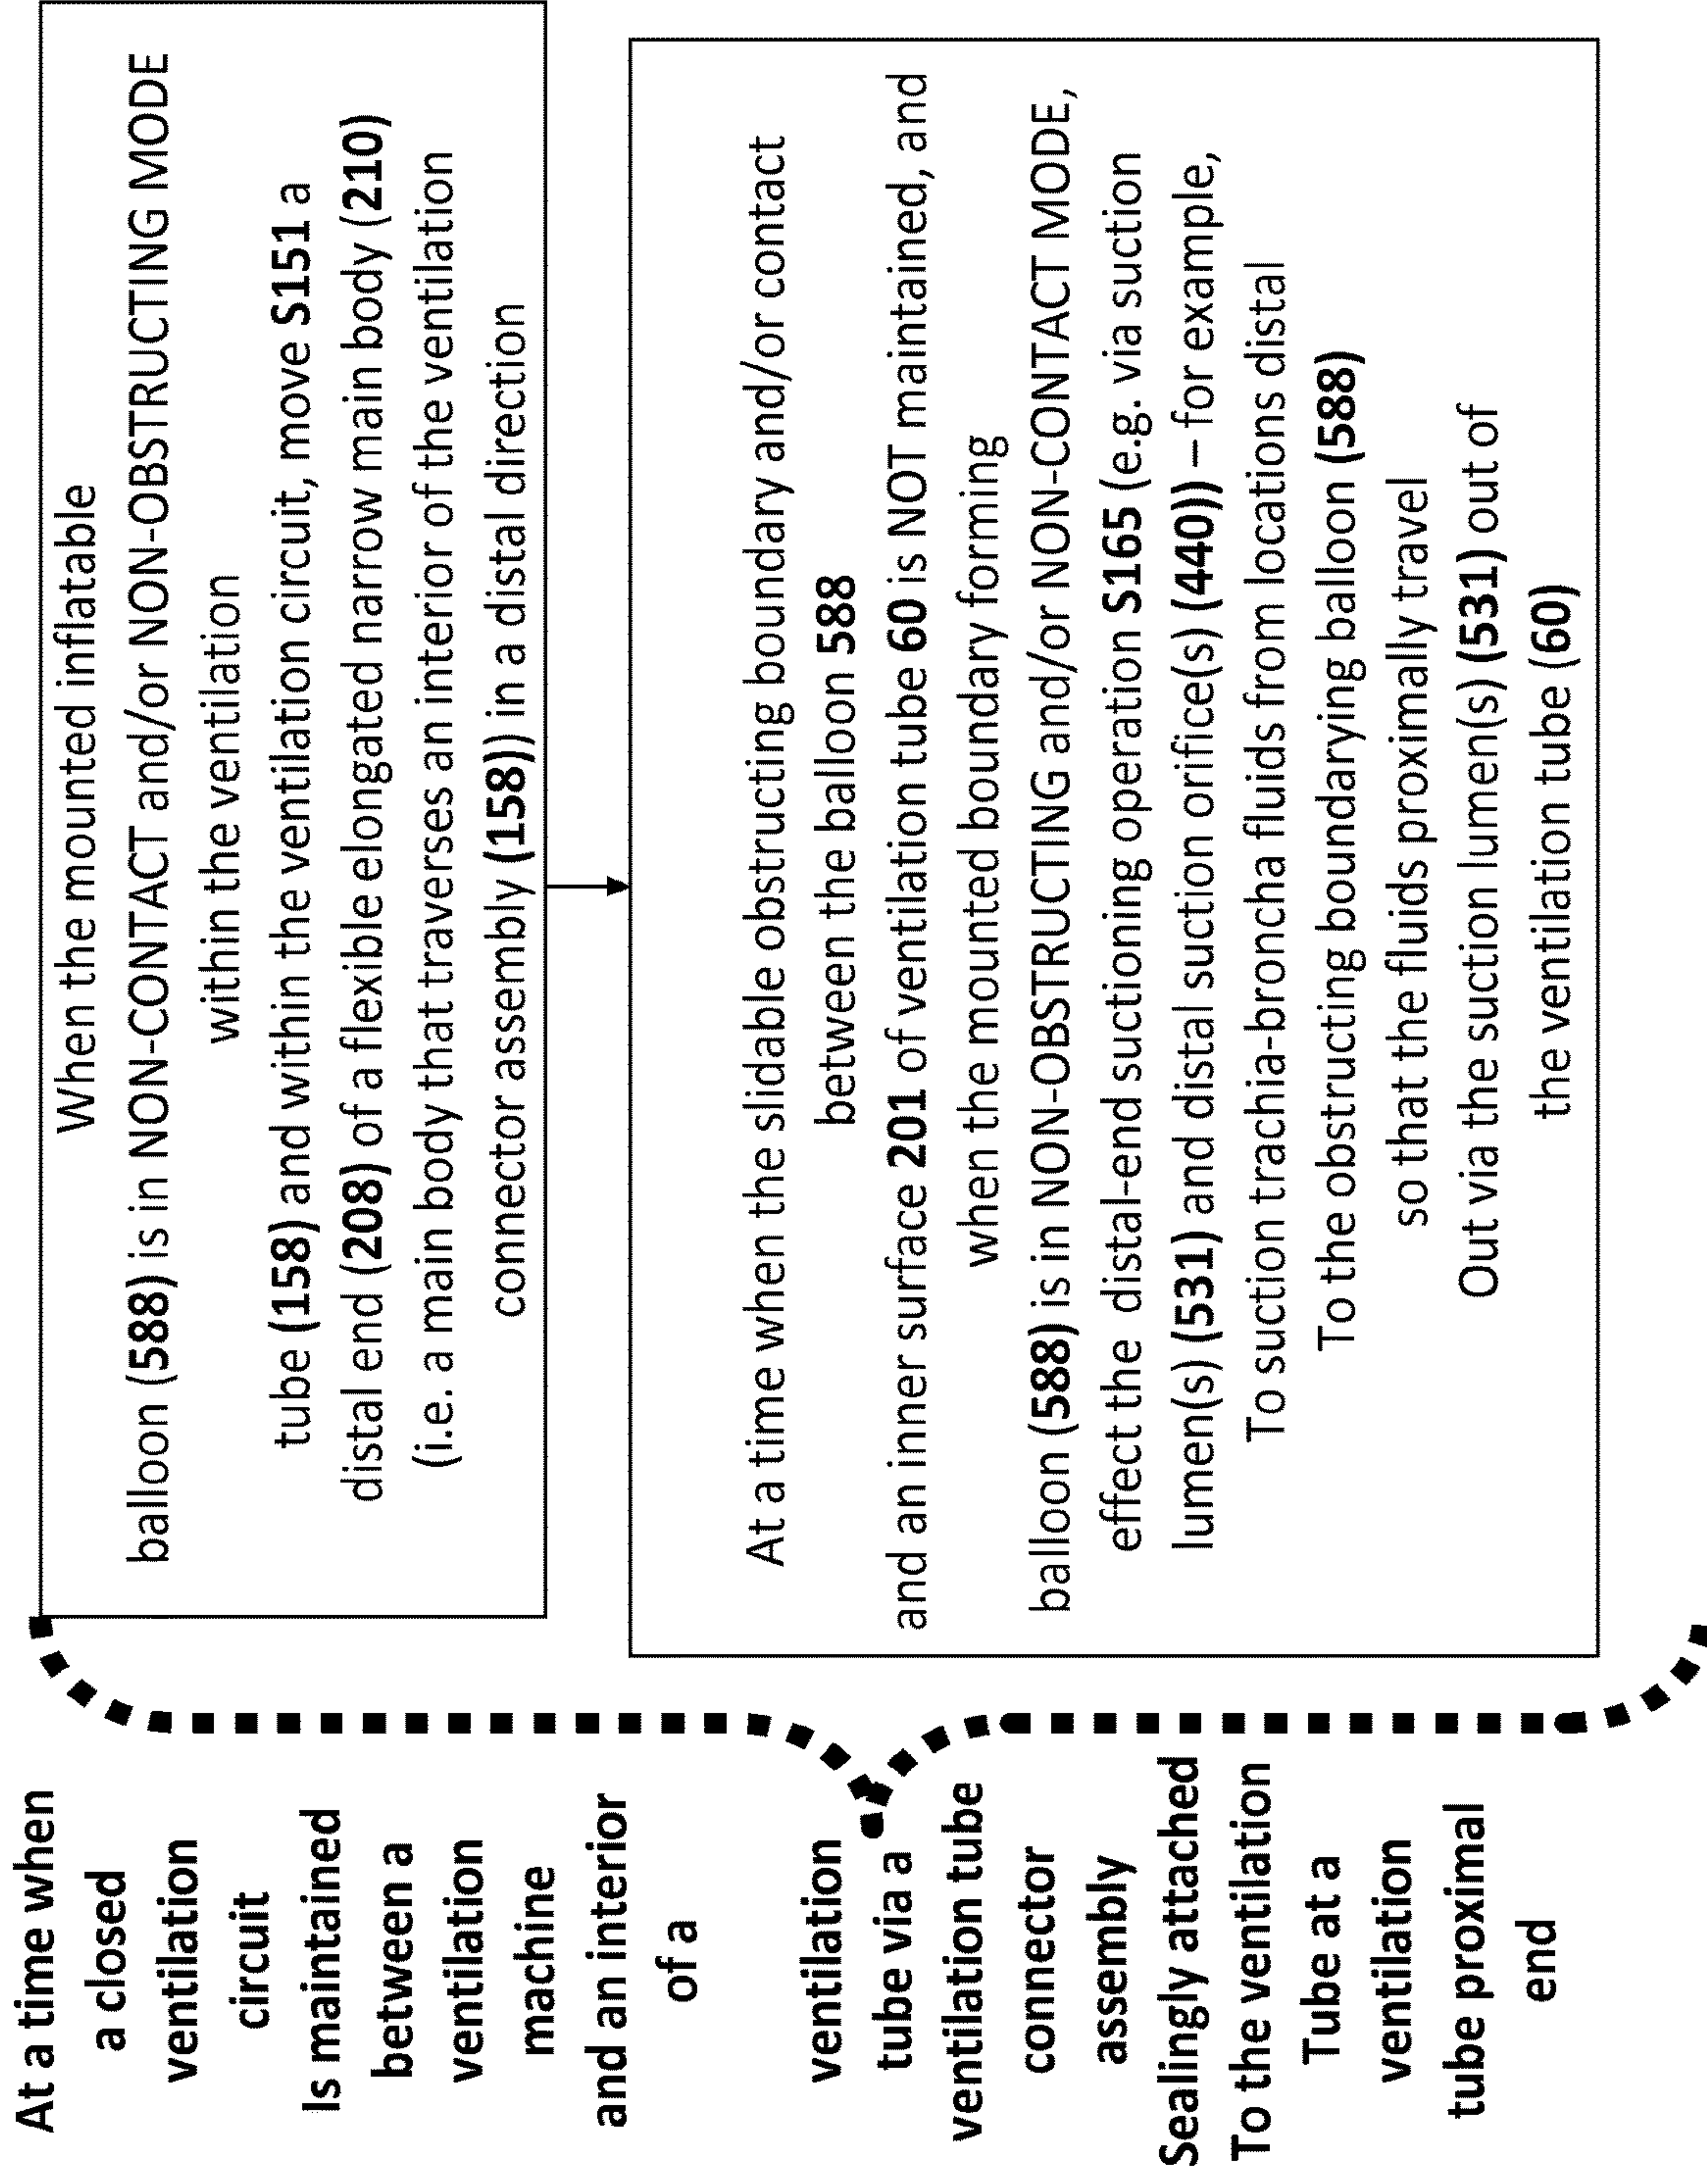 At a time when
a closed
ventilation
circuit
Is maintained
between a
ventilation
machine
and an interior
of a
ventilation
tube via a
ventilation tube
connector
assembly
Sealingly attached
To the ventilation
Tube at a
ventilation
tube proximal
end
When the mounted inflatable
balloon (588) is in NON-CONTACT and/or NON-OBSTRUCTING MODE
within the ventilation
tube (158) and within the ventilation circuit, move S151 a
distal end (208) of a flexible elongated narrow main body (210)
(i.e. a main body that traverses an interior of the ventilation
connector assembly (158)) in a distal direction
At a time when the slidable obstructing boundary and/or contact
between the balloon 588
and an inner surface 201 of ventilation tube 60 is NOT maintained, and
when the mounted boundary forming
balloon (588) is in NON-OBSTRUCTING and/or NON-CONTACT MODE,
effect the distal-end suctioning operation S165 (e.g. via suction
lumen(s) (531) and distal suction orifice(s) (440)) – for example,
To suction trachia-broncha fluids from locations distal
To the obstructing boundarying balloon (588)
so that the fluids proximally travel
Out via the suction lumen(s) (531) out of
the ventilation tube (60)